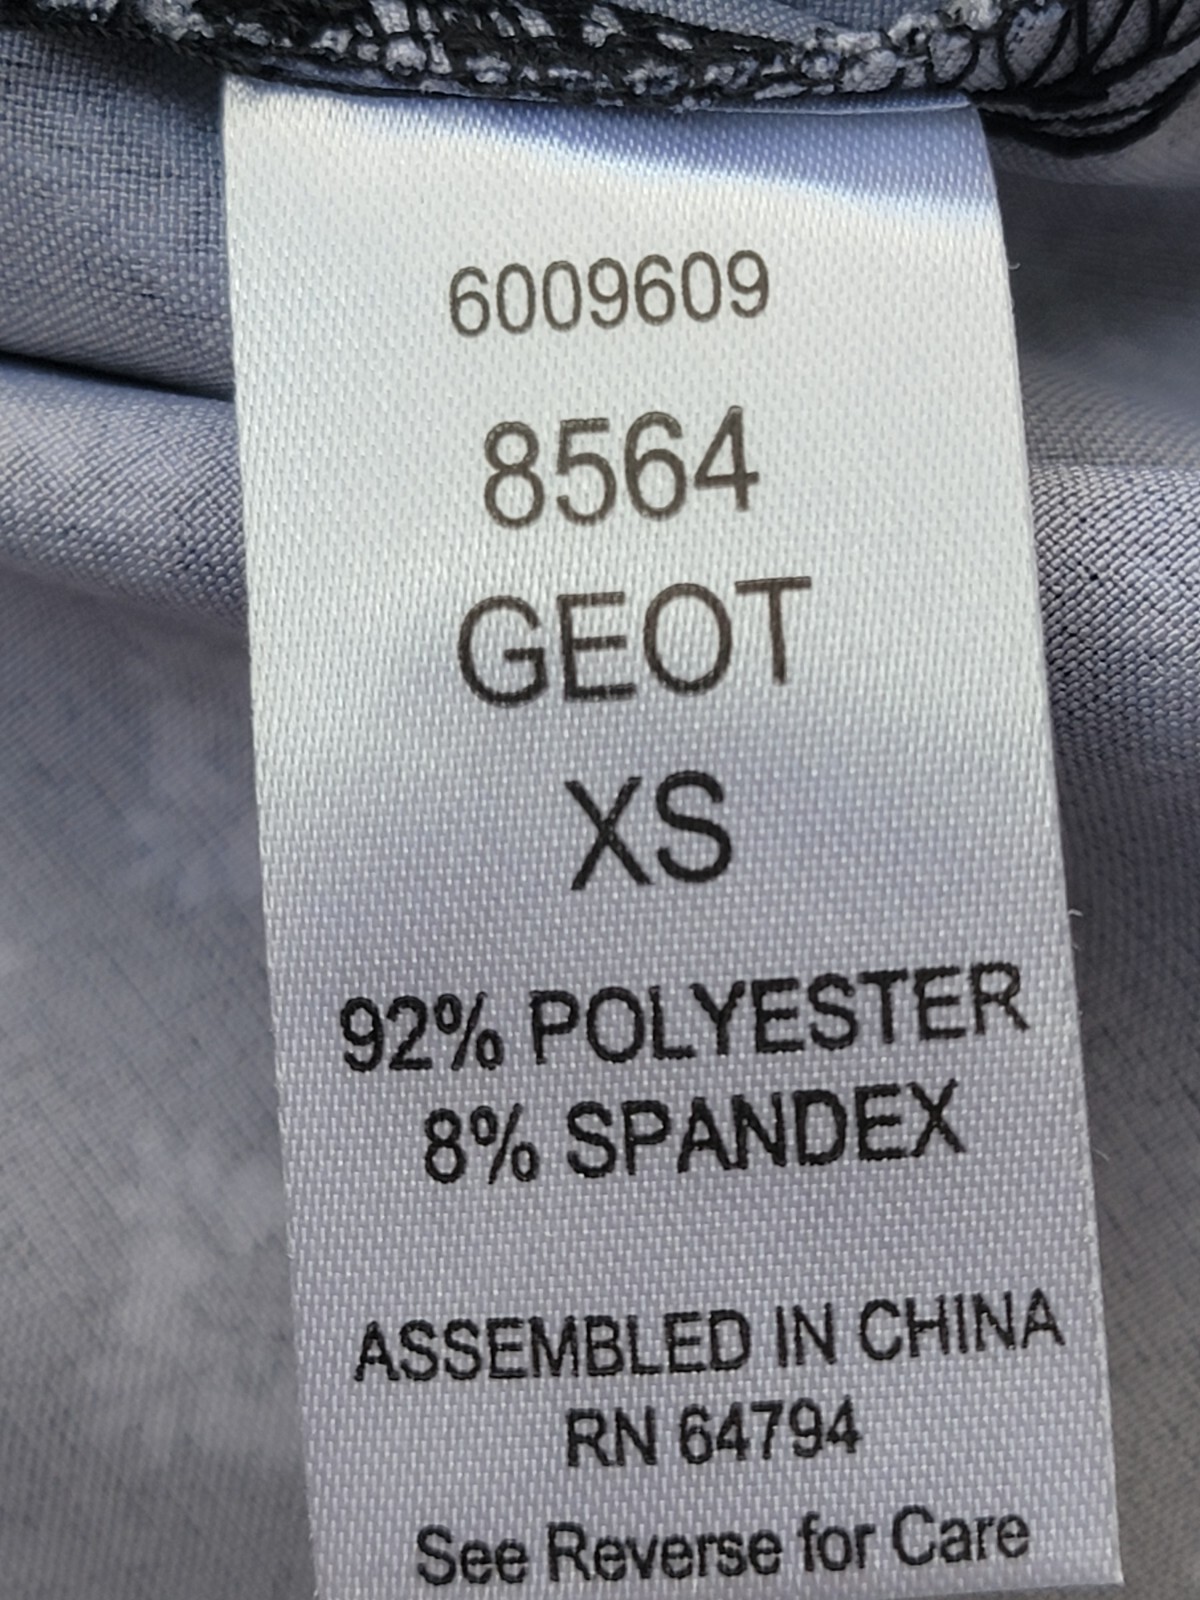 6009609
8564
GEOT
XS
92% POLYESTER
8% SPANDEX
ASSEMBLED IN CHINA
RN 64794
See Reverse for Care